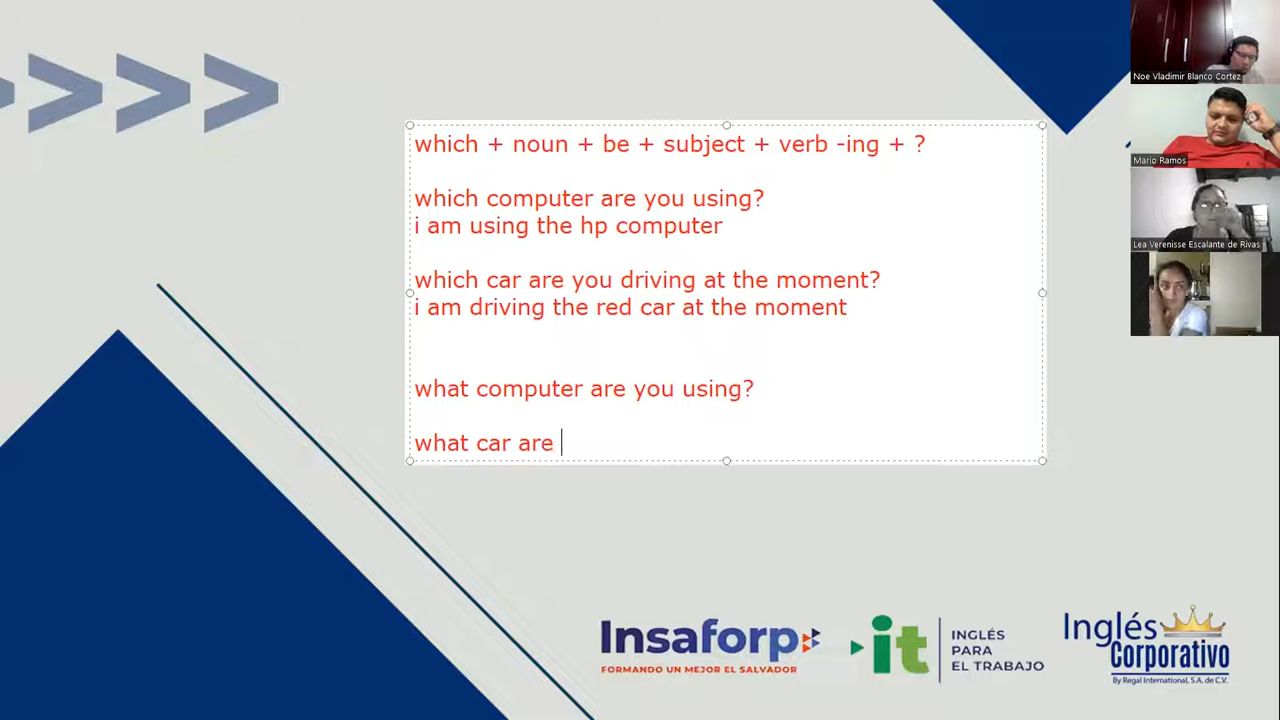 which + noun + be + subject + verb -ing + ?
which computer are you using?
i am using the hp computer
which car are you driving at the moment?
i am driving the red car at the moment
what computer are you using?
what car are
Noe Vladimir Blanco Cortez
Mario Ramos
Lea Verenisse Escalante de Rivas
Insaforp
FORMANDO UN MEJOR EL SALVADOR
it
INGLÉS
PARA
EL TRABAJO
Inglés
Corporativo
By Regal International, S.A. de C.V.